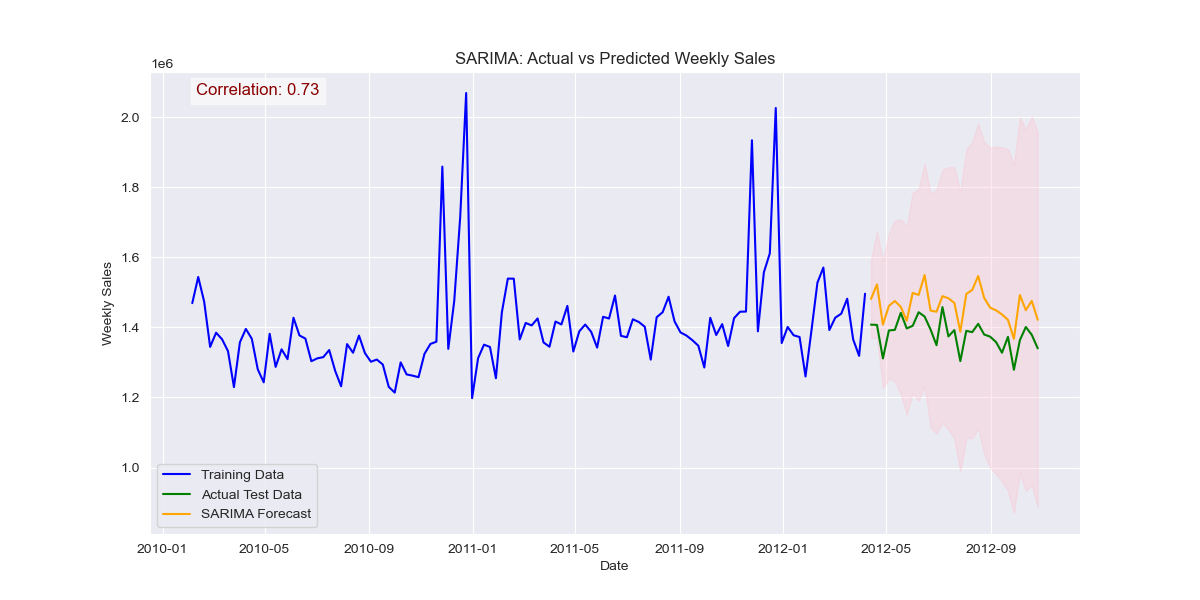 SARIMA: Actual vs Predicted Weekly Sales
1e6
Correlation: 0.73
2.0
1.8
1.6
1.4
1.2
1.0
Weekly Sales
Training Data
Actual Test Data
SARIMA Forecast
2010-01 2010-05 2010-09 2011-01 2011-05 2011-09 2012-01 2012-05 2012-09
Date